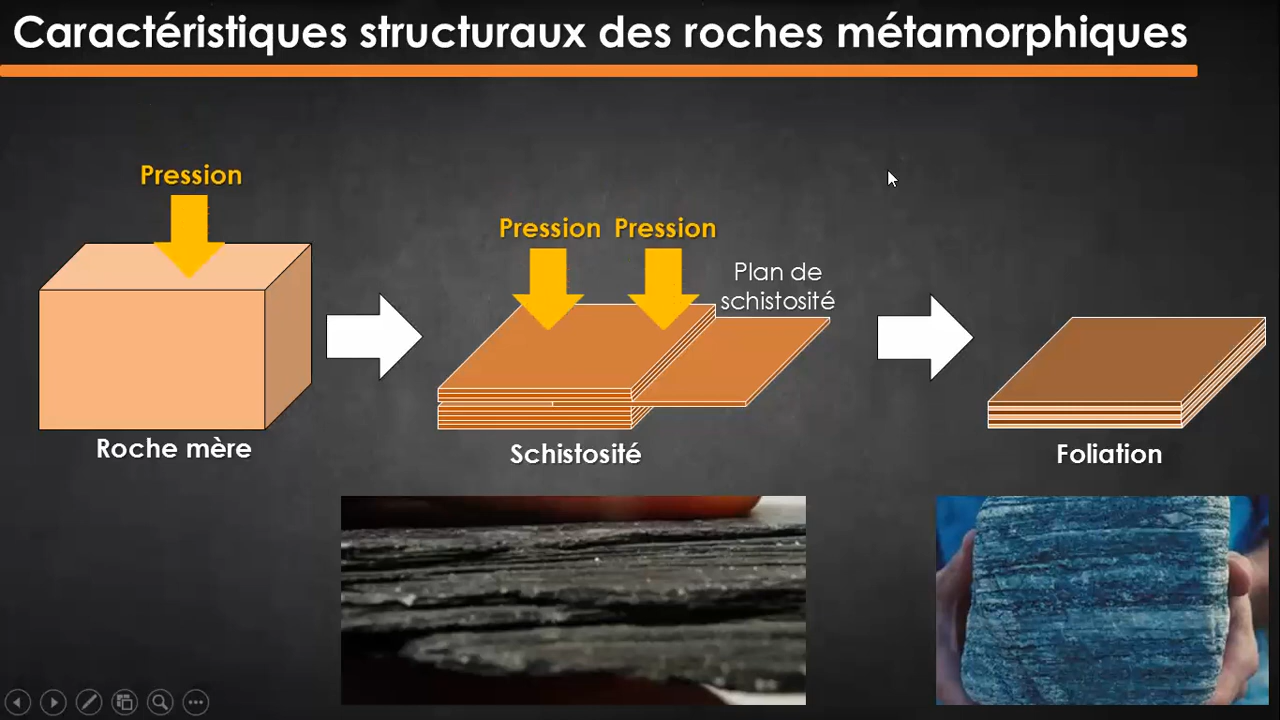 Caractéristiques structuraux des roches métamorphiques
Pression
Roche mère
Pression Pression
Plan de
schistosité
Schistosité
Foliation